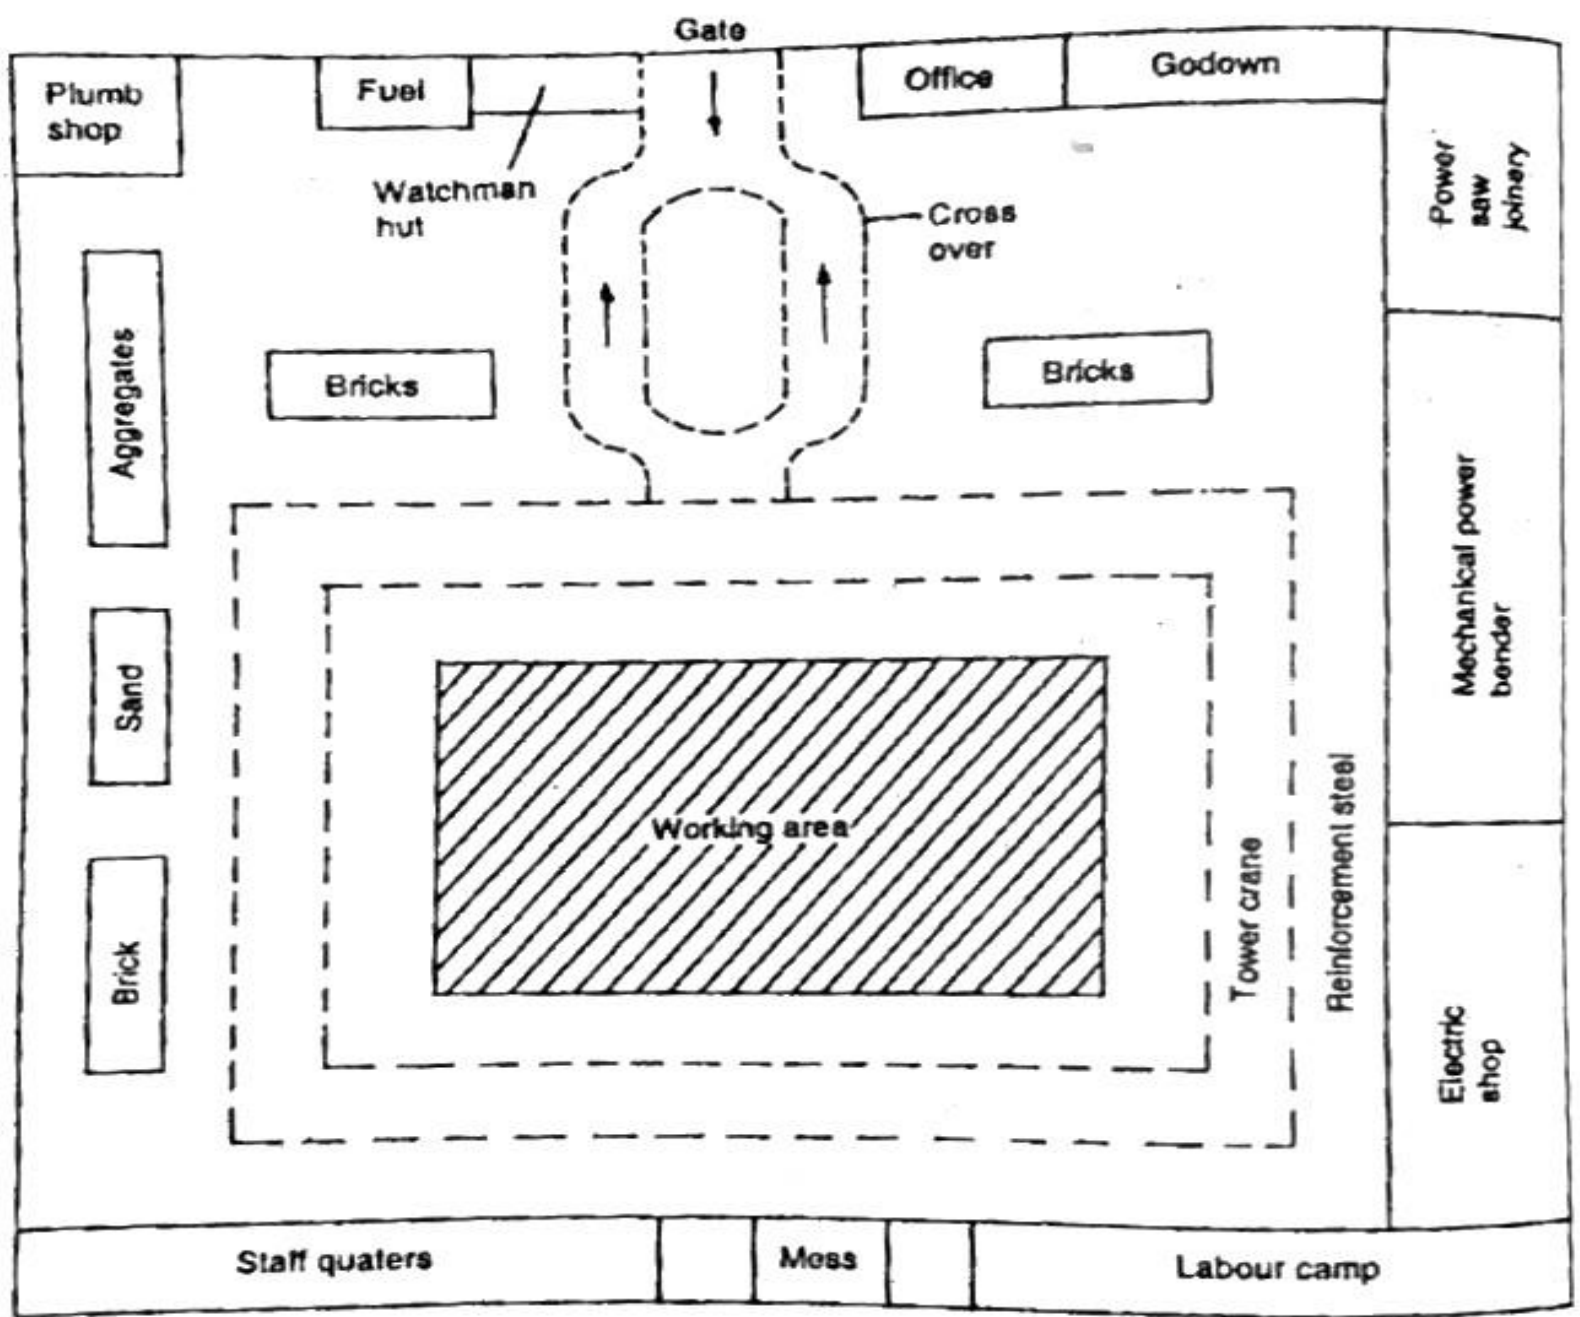 Gate
Plumb
shop
Fuel
Office
Godown
Watchman
hut
Cross
over
Power
saw
joinery
Aggregates
Bricks
Bricks
Mechanical power
bender
Sand
Working area
Brick
Tower crane
Reinforcement steel
Electric
shop
Staff quaters
Mess
Labour camp